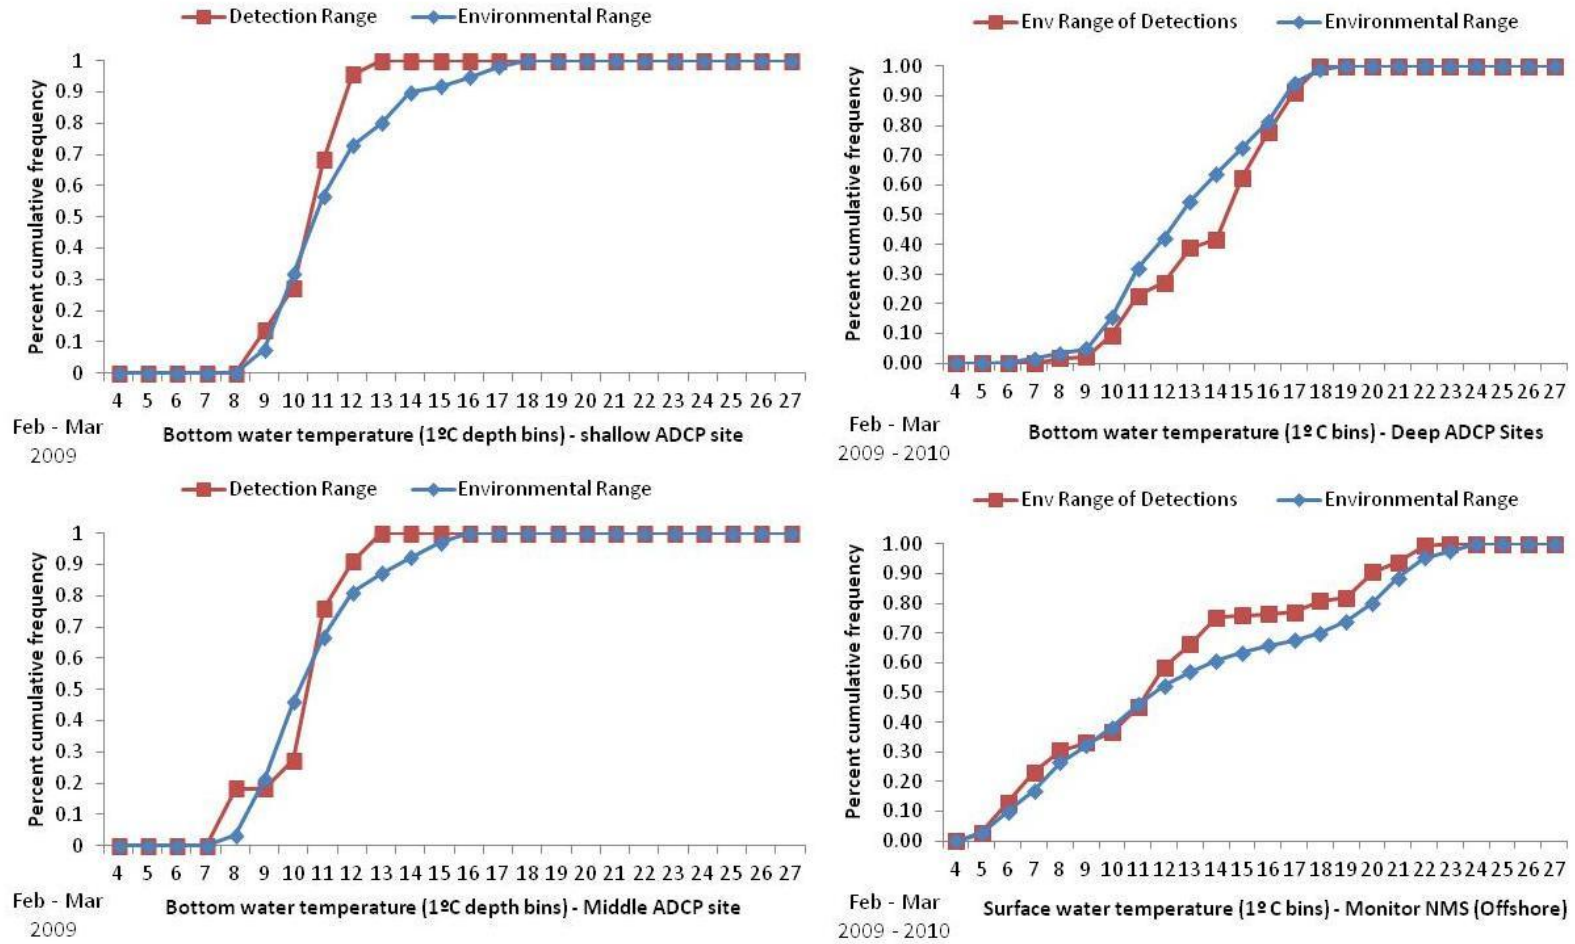 Detection Range Environmental Range
Percent cumulative frequency
1
0.9
0.8
0.7
0.6
0.5
0.4
0.3
0.2
0.1
0
4 5 6 7 8 9 10 11 12 13 14 15 16 17 18 19 20 21 22 23 24 25 26 27
Feb - Mar
2009
Bottom water temperature (1ºC depth bins) - shallow ADCP site
Env Range of Detections Environmental Range
Percent cumulative frequency
1.00
0.90
0.80
0.70
0.60
0.50
0.40
0.30
0.20
0.10
0.00
4 5 6 7 8 9 10 11 12 13 14 15 16 17 18 19 20 21 22 23 24 25 26 27
Feb - Mar
2009 - 2010
Bottom water temperature (1º C bins) - Deep ADCP Sites
Detection Range Environmental Range
Percent cumulative frequency
1
0.9
0.8
0.7
0.6
0.5
0.4
0.3
0.2
0.1
0
4 5 6 7 8 9 10 11 12 13 14 15 16 17 18 19 20 21 22 23 24 25 26 27
Feb - Mar
2009
Bottom water temperature (1ºC depth bins) - Middle ADCP site
Env Range of Detections Environmental Range
Percent cumulative frequency
1.00
0.90
0.80
0.70
0.60
0.50
0.40
0.30
0.20
0.10
0.00
4 5 6 7 8 9 10 11 12 13 14 15 16 17 18 19 20 21 22 23 24 25 26 27
Feb - Mar
2009 - 2010
Surface water temperature (1º C bins) - Monitor NMS (Offshore)